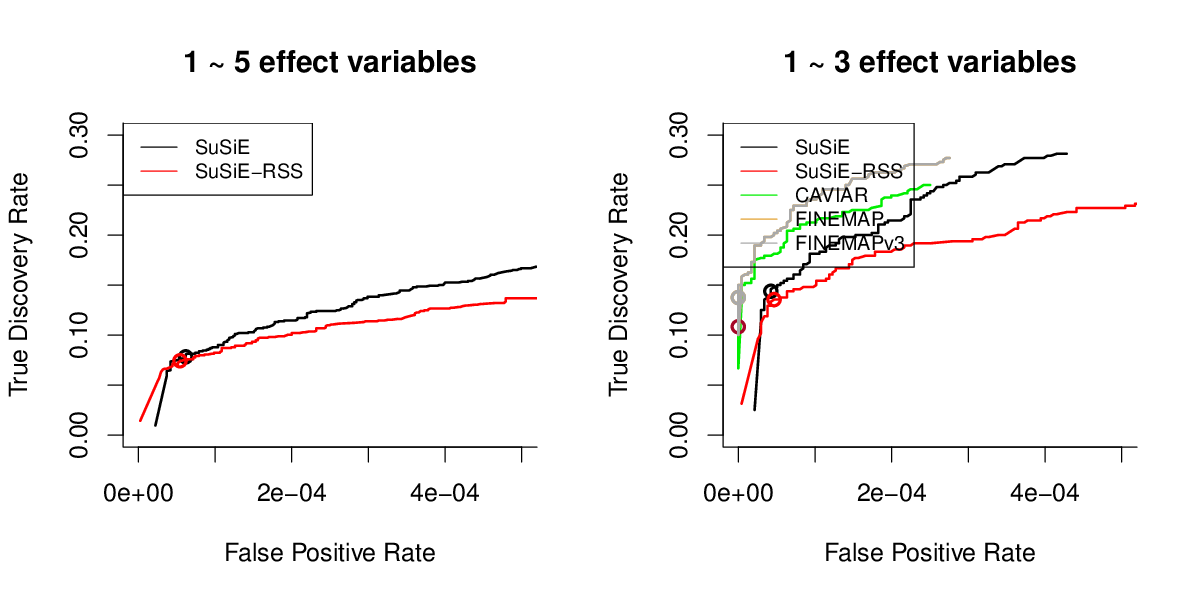 1 ~ 5 effect variables
SuSiE
SuSiE−RSS
True Discovery Rate
0.00
0.10
0.20
0.30
0e+00
2e−04
4e−04
False Positive Rate
1 ~ 3 effect variables
SuSiE
SuSiE−RSS
CAVIAR
FINEMAP
FINEMAPv3
True Discovery Rate
0.00
0.10
0.20
0.30
0e+00
2e−04
4e−04
False Positive Rate